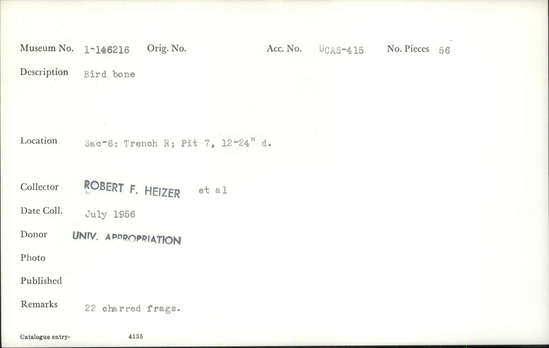 Museum No. 1-146216 Orig. No. Acc. No. UCAS-415 No. Pieces 56
Description Bird bone
Location Sac-6: Trench R; Pit 7, 12-24" d.
Collector ROBERT F. HEIZER et al
Date Coll. July 1956
Donor UNIV. APPROPRIATION
Photo
Published
Remarks 22 charred frags.
Catalogue entry- 4135